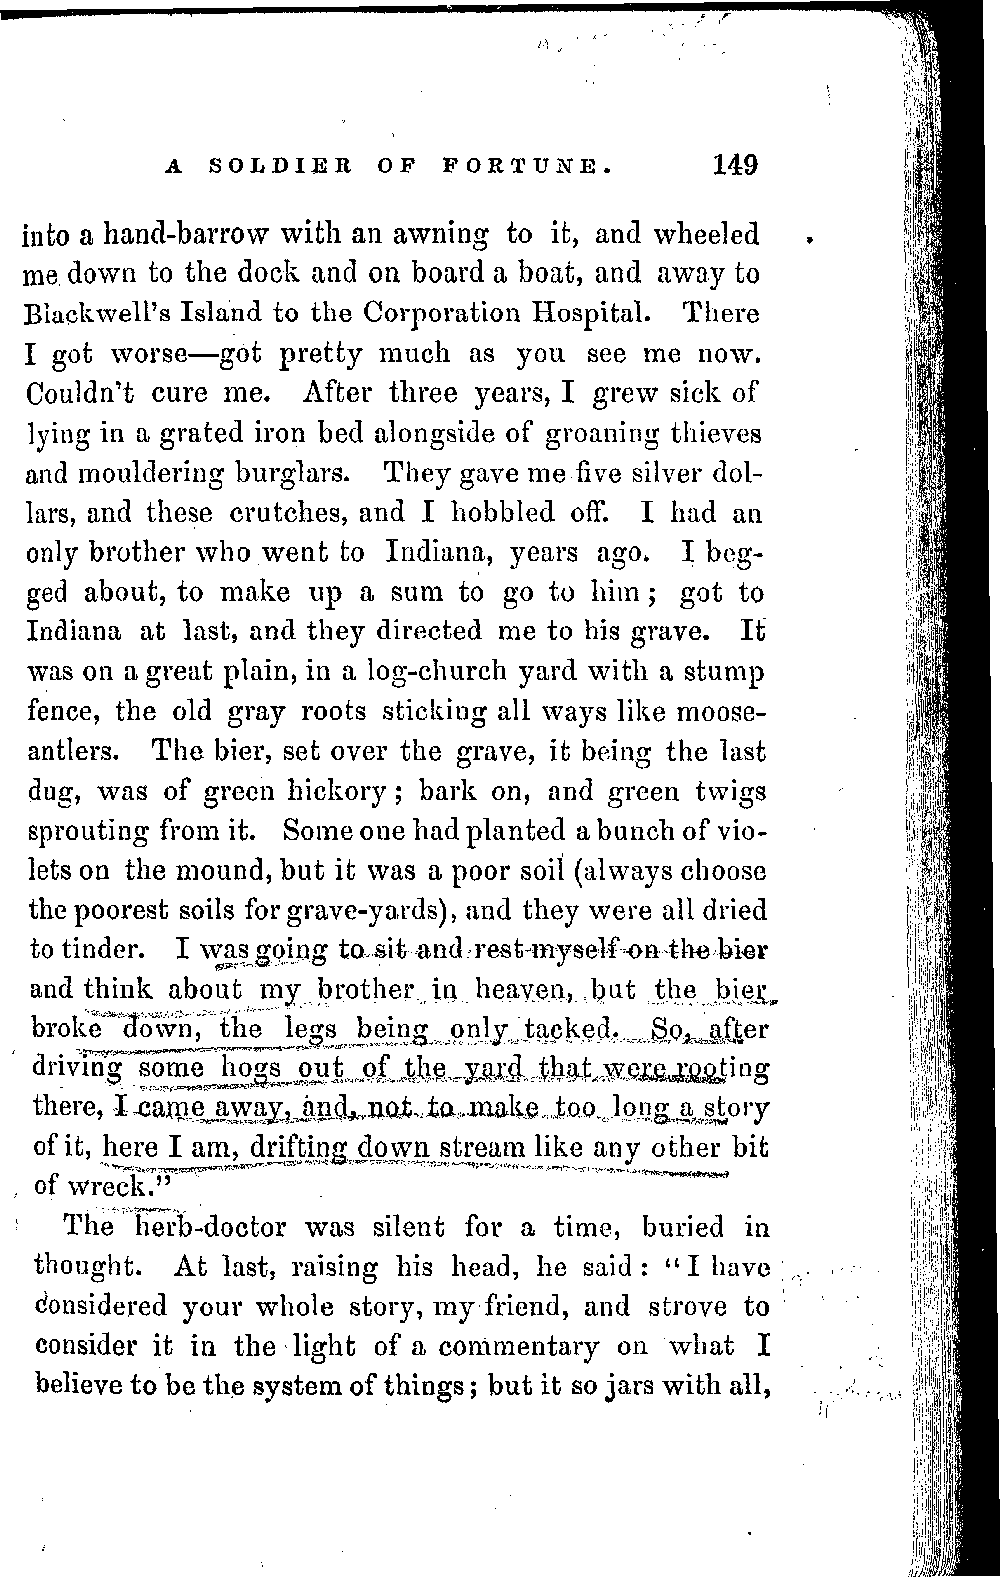 A SOLDIER OF FORTUNE. 149
into a hand-barrow with an awning to it, and wheeled
me down to the dock and on board a boat, and away to
Blackwell's Island to the Corporation Hospital. There
I got worse—got pretty much as you see me now.
Couldn't cure me. After three years, I grew sick of
lying in a grated iron bed alongside of groaning thieves
and mouldering burglars. They gave me five silver dol-
lars, and these crutches, and I hobbled off. I had an
only brother who went to Indiana, years ago. I beg-
ged about, to make up a sum to go to him; got to
Indiana at last, and they directed me to his grave. It
was on a great plain, in a log-church yard with a stump
fence, the old gray roots sticking all ways like moose-
antlers. The bier, set over the grave, it being the last
dug, was of green hickory; bark on, and green twigs
sprouting from it. Some one had planted a bunch of vio-
lets on the mound, but it was a poor soil (always choose
the poorest soils for grave-yards), and they were all dried
to tinder. I was going to sit and rest myself on the bier
and think about my brother in heaven, but the bier
broke down, the legs being only tacked. So, after
driving some hogs out of the yard that were rooting
there, I came away, and, not to make too long a story
of it, here I am, drifting down stream like any other bit
of wreck."
The herb-doctor was silent for a time, buried in
thought. At last, raising his head, he said: "I have
considered your whole story, my friend, and strove to
consider it in the light of a commentary on what I
believe to be the system of things; but it so jars with all,